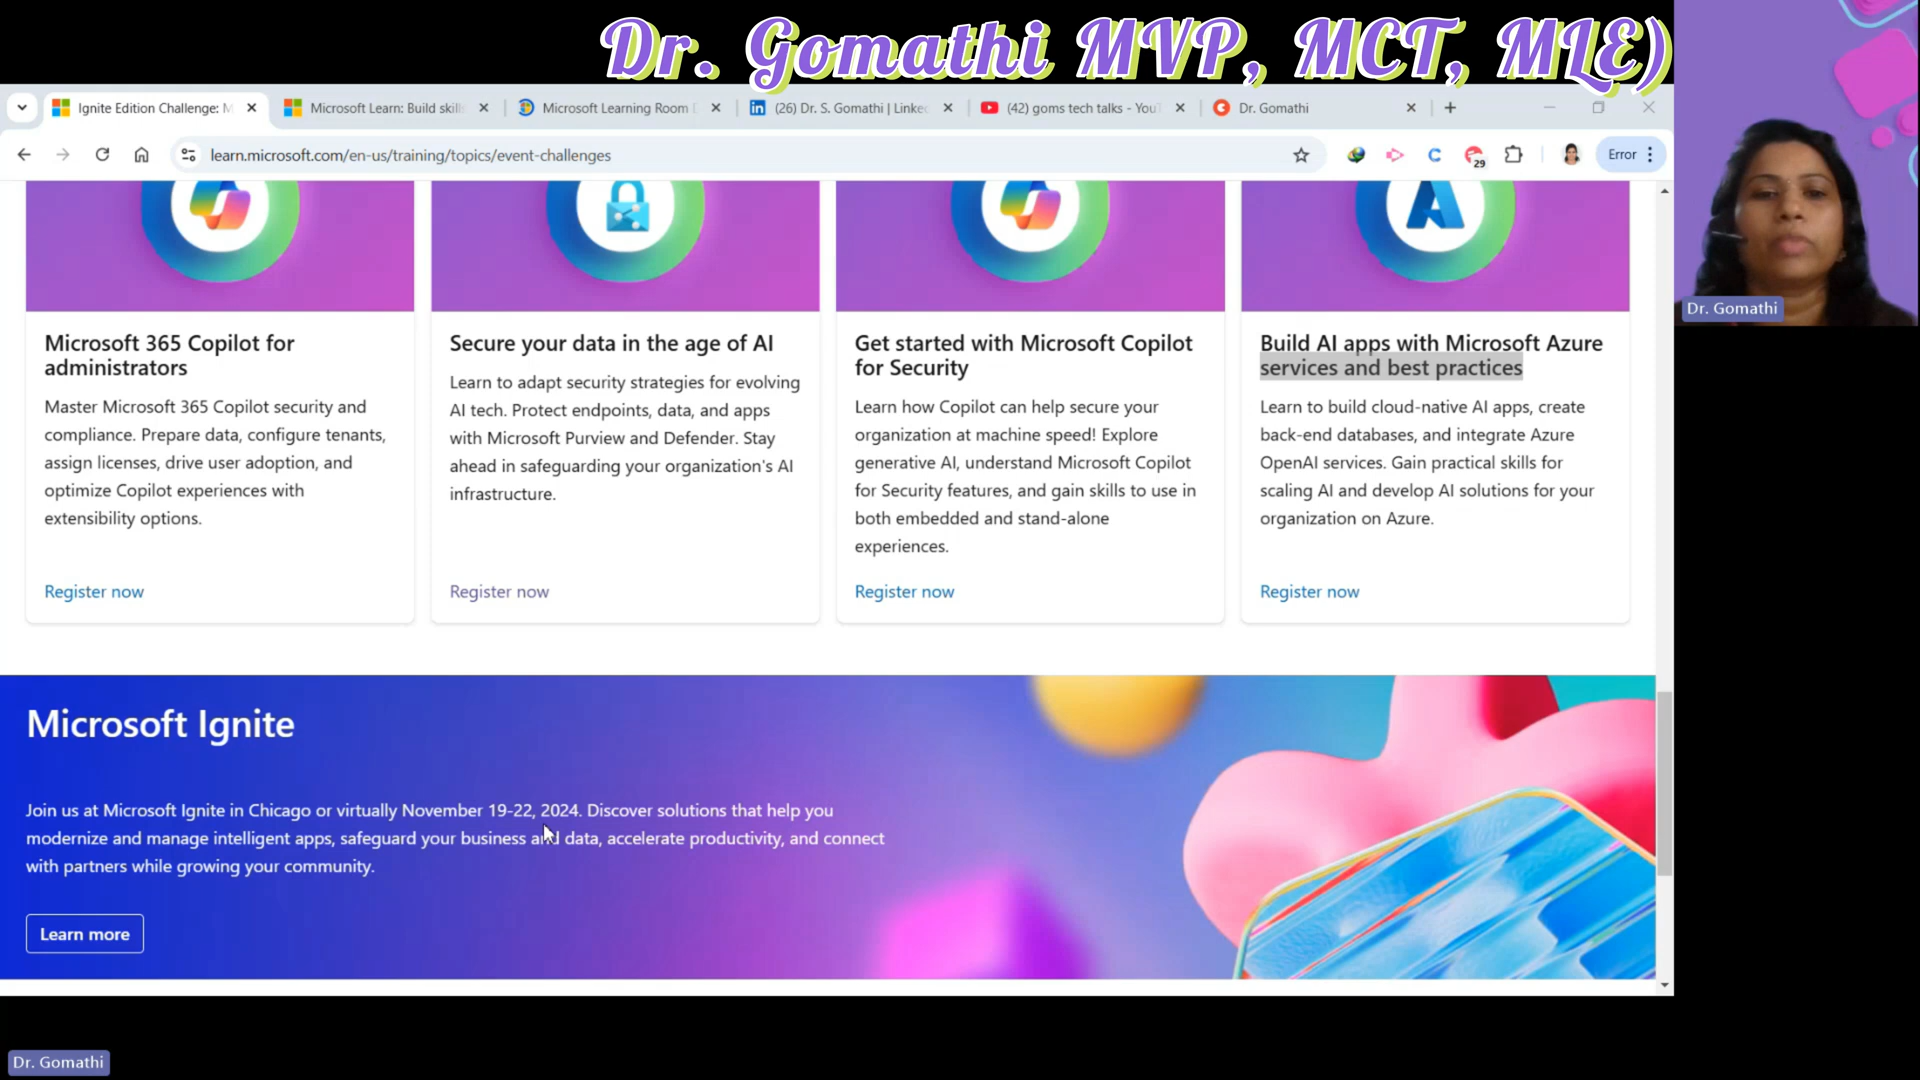 Dr. Gomathi MVP, MCT, MLE)
Ignite Edition Challenge: M
Microsoft Learn: Build skills
Microsoft Learning Room
(26) Dr. S. Gomathi | Linke
(42) goms tech talks - You
Dr. Gomathi
learn.microsoft.com/en-us/training/topics/event-challenges
29
Error
Dr. Gomathi
Microsoft 365 Copilot for
administrators
Master Microsoft 365 Copilot security and
compliance. Prepare data, configure tenants,
assign licenses, drive user adoption, and
optimize Copilot experiences with
extensibility options.
Register now
Secure your data in the age of AI
Learn to adapt security strategies for evolving
AI tech. Protect endpoints, data, and apps
with Microsoft Purview and Defender. Stay
ahead in safeguarding your organization's AI
infrastructure.
Register now
Get started with Microsoft Copilot
for Security
Learn how Copilot can help secure your
organization at machine speed! Explore
generative AI, understand Microsoft Copilot
for Security features, and gain skills to use in
both embedded and stand-alone
experiences.
Register now
Build AI apps with Microsoft Azure
services and best practices
Learn to build cloud-native AI apps, create
back-end databases, and integrate Azure
OpenAI services. Gain practical skills for
scaling AI and develop AI solutions for your
organization on Azure.
Register now
Microsoft Ignite
Join us at Microsoft Ignite in Chicago or virtually November 19-22, 2024. Discover solutions that help you
modernize and manage intelligent apps, safeguard your business and data, accelerate productivity, and connect
with partners while growing your community.
Learn more
Dr. Gomathi